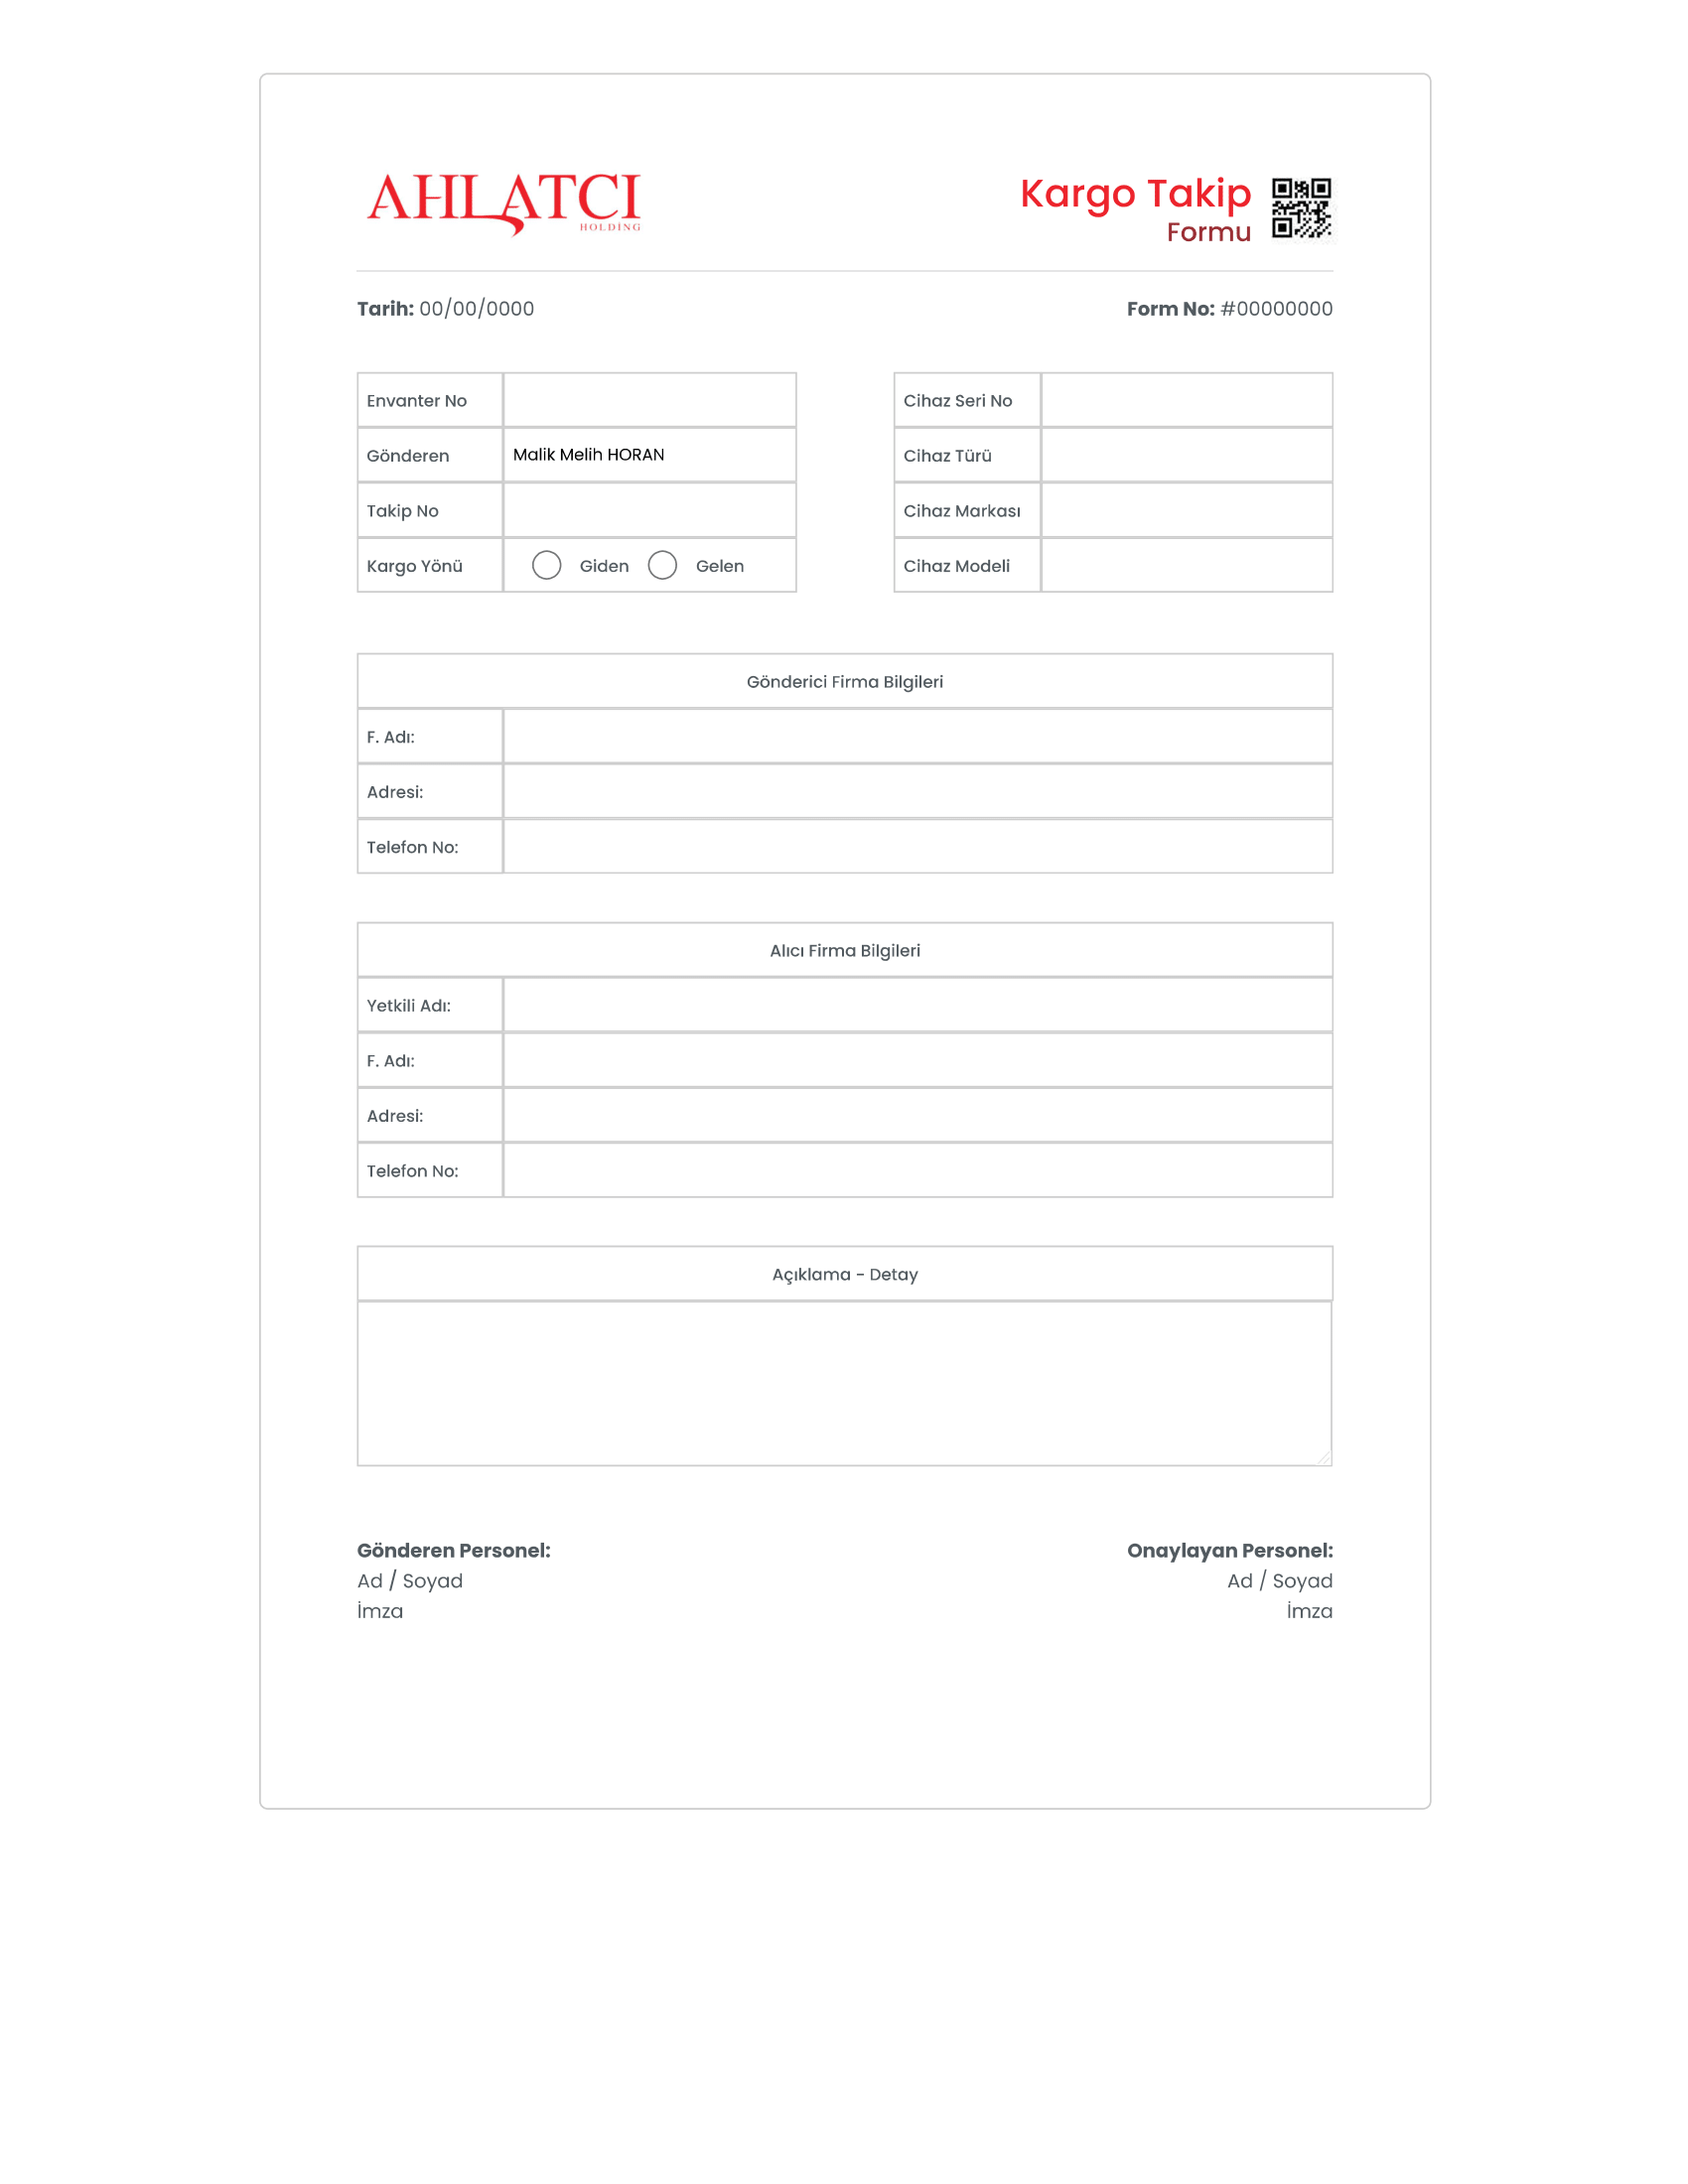 AHLATCI
HOLDİNG
Kargo Takip
Formu
Tarih: 00/00/0000
Form No: #00000000
Envanter No
Gönderen Malik Melih HORAN
Takip No
Kargo Yönü Giden Gelen
Cihaz Seri No
Cihaz Türü
Cihaz Markası
Cihaz Modeli
Gönderici Firma Bilgileri
F. Adı:
Adresi:
Telefon No:
Alıcı Firma Bilgileri
Yetkili Adı:
F. Adı:
Adresi:
Telefon No:
Açıklama - Detay
Gönderen Personel:
Ad / Soyad
İmza
Onaylayan Personel:
Ad / Soyad
İmza